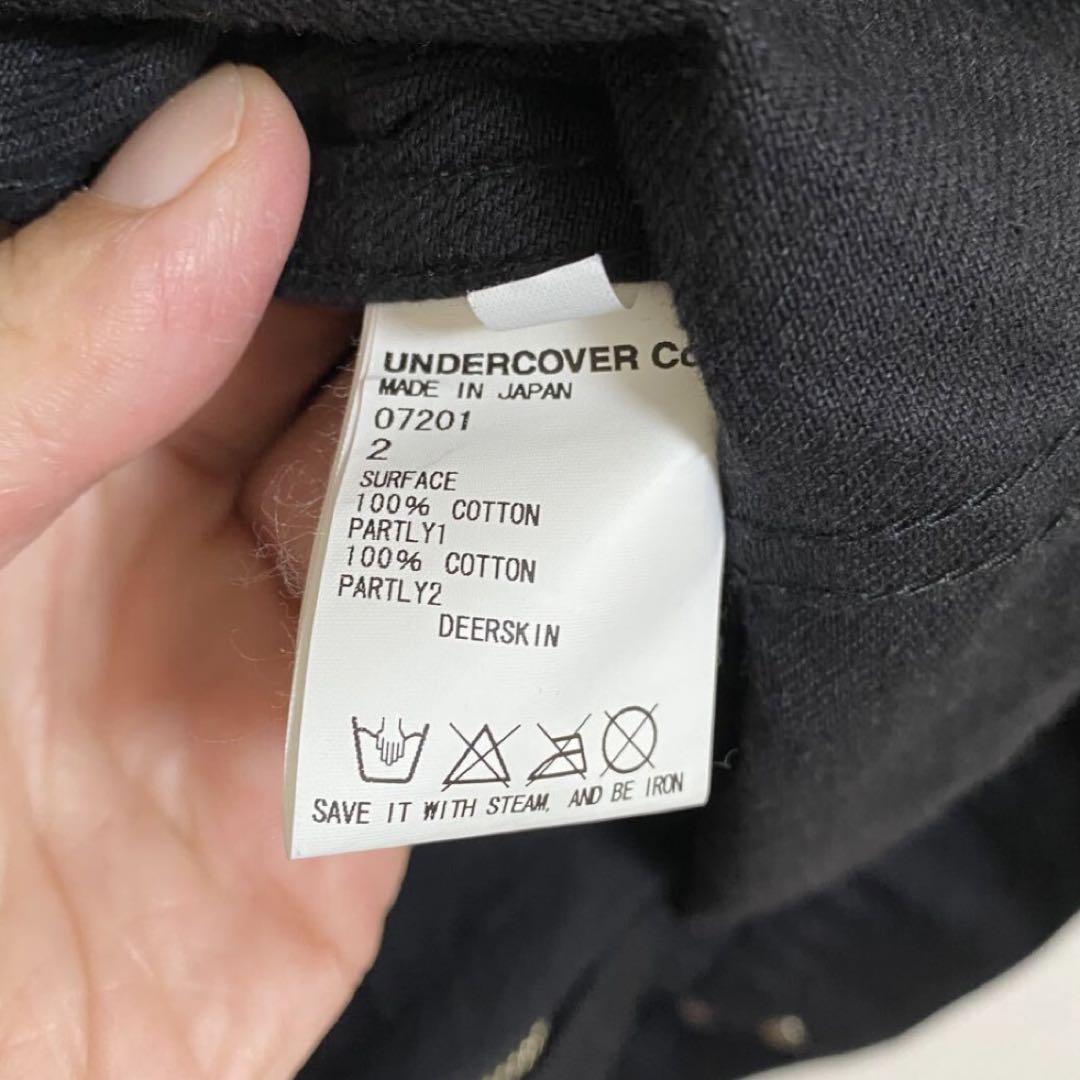 UNDERCOVER Co
MADE IN JAPAN
07201
2
SURFACE
100% COTTON
PARTLY1
100% COTTON
PARTLY2
DEERSKIN
SAVE IT WITH STEAM, AND BE IRON